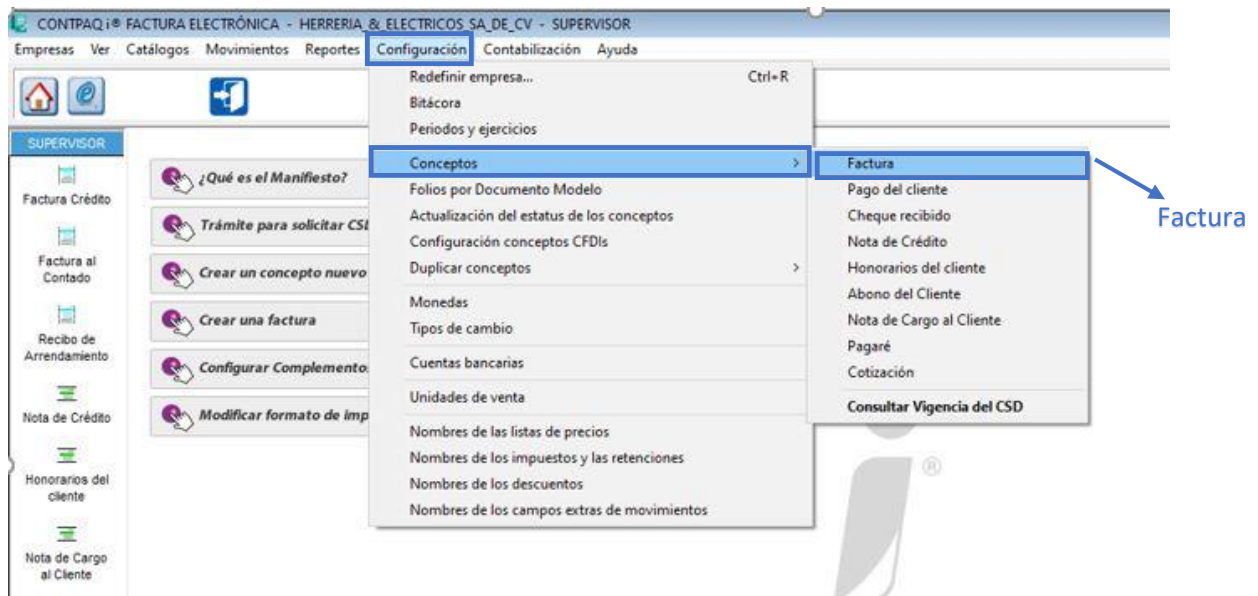 CONTPAQ i® FACTURA ELECTRÓNICA - HERRERIA_&_ELECTRICOS_SA_DE_CV - SUPERVISOR
Empresas Ver Catálogos Movimientos Reportes Configuración Contabilización Ayuda
SUPERVISOR
Factura Crédito
Factura al
Contado
Recibo de
Arrendamiento
Nota de Crédito
Honorarios del
cliente
Nota de Cargo
al Cliente
¿Qué es el Manifiesto?
Trámite para solicitar CSD
Crear un concepto nuevo
Crear una factura
Configurar Complemento
Modificar formato de imp
Redefinir empresa... Ctrl+R
Bitácora
Periodos y ejercicios
Conceptos >
Folios por Documento Modelo
Actualización del estatus de los conceptos
Configuración conceptos CFDIs
Duplicar conceptos >
Monedas
Tipos de cambio
Cuentas bancarias
Unidades de venta
Nombres de las listas de precios
Nombres de los impuestos y las retenciones
Nombres de los descuentos
Nombres de los campos extras de movimientos
Factura
Pago del cliente
Cheque recibido
Nota de Crédito
Honorarios del cliente
Abono del Cliente
Nota de Cargo al Cliente
Pagaré
Cotización
Consultar Vigencia del CSD
Factura
®